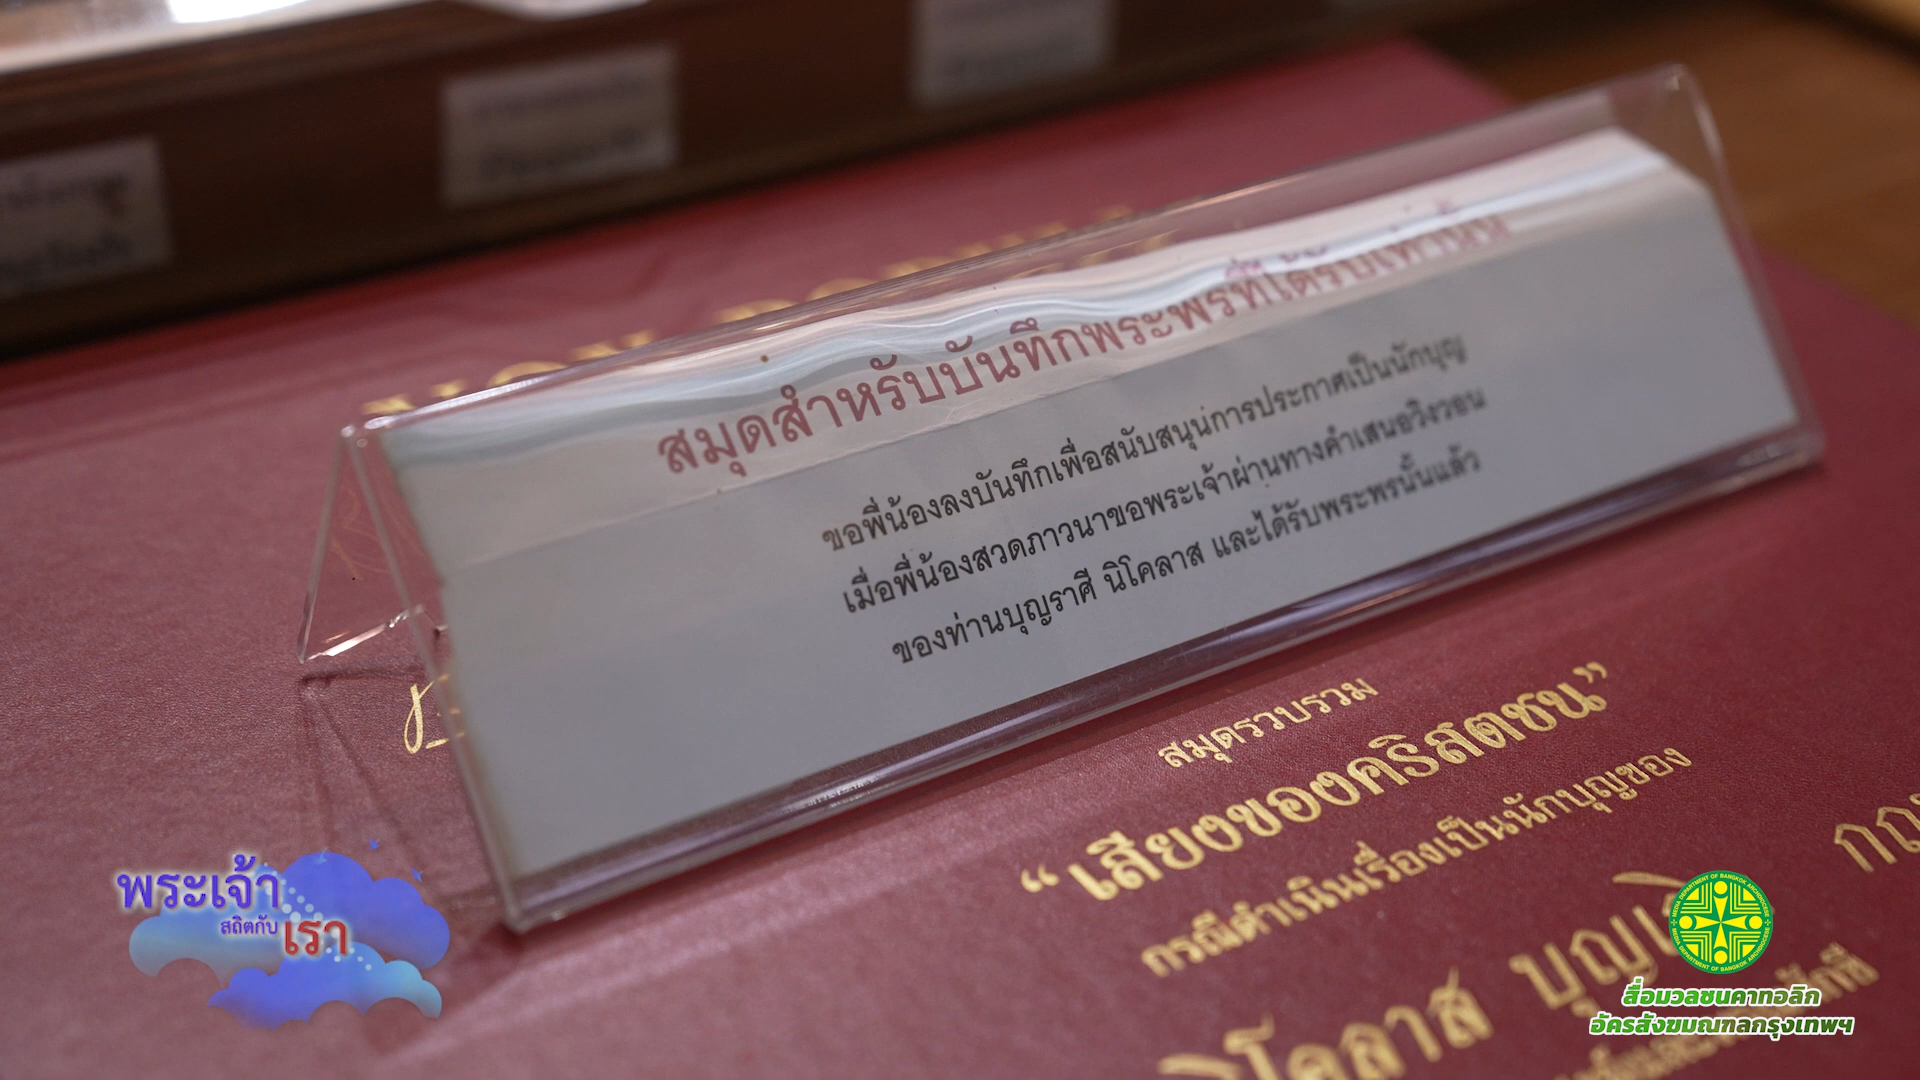 สมุดสำหรับบันทึกพระพรที่ได้รับเท่านั้น
ขอพี่น้องลงบันทึกเพื่อสนับสนุนการประกาศเป็นนักบุญ
เมื่อพี่น้องสวดภาวนาขอพระเจ้าผ่านทางคำเสนอวิงวอน
ของท่านบุญราศี นิโคลาส และได้รับพระพรนั้นแล้ว
สมุดรวบรวม
“เสียงของคริสตชน”
กรณีดำเนินเรื่องเป็นนักบุญของ
นิโคลาส
พระเจ้า
สถิตกับ
เรา
MEDIA DEPARTMENT OF BANGKOK ARCHDIOCESE
MEDIA DEPARTMENT OF BANGKOK ARCHDIOCESE
สื่อมวลชนคาทอลิก
อัครสังฆมณฑลกรุงเทพฯ